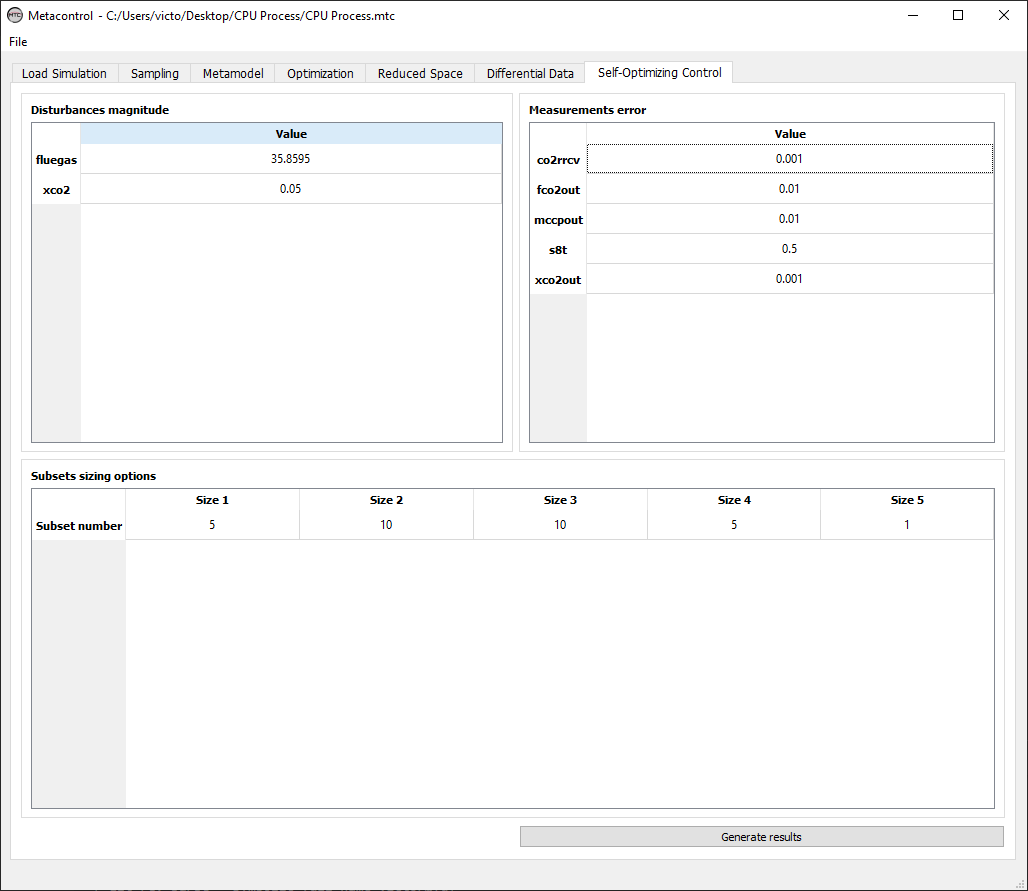 MTC Metacontrol - C:/Users/victo/Desktop/CPU Process/CPU Process.mtc
File
Load Simulation Sampling Metamodel Optimization Reduced Space Differential Data Self-Optimizing Control
Disturbances magnitude
Value
fluegas 35.8595
xco2 0.05
Measurements error
Value
co2rrcv 0.001
fco2out 0.01
mccpout 0.01
s8t 0.5
xco2out 0.001
Subsets sizing options
Size 1 Size 2 Size 3 Size 4 Size 5
Subset number 5 10 10 5 1
Generate results